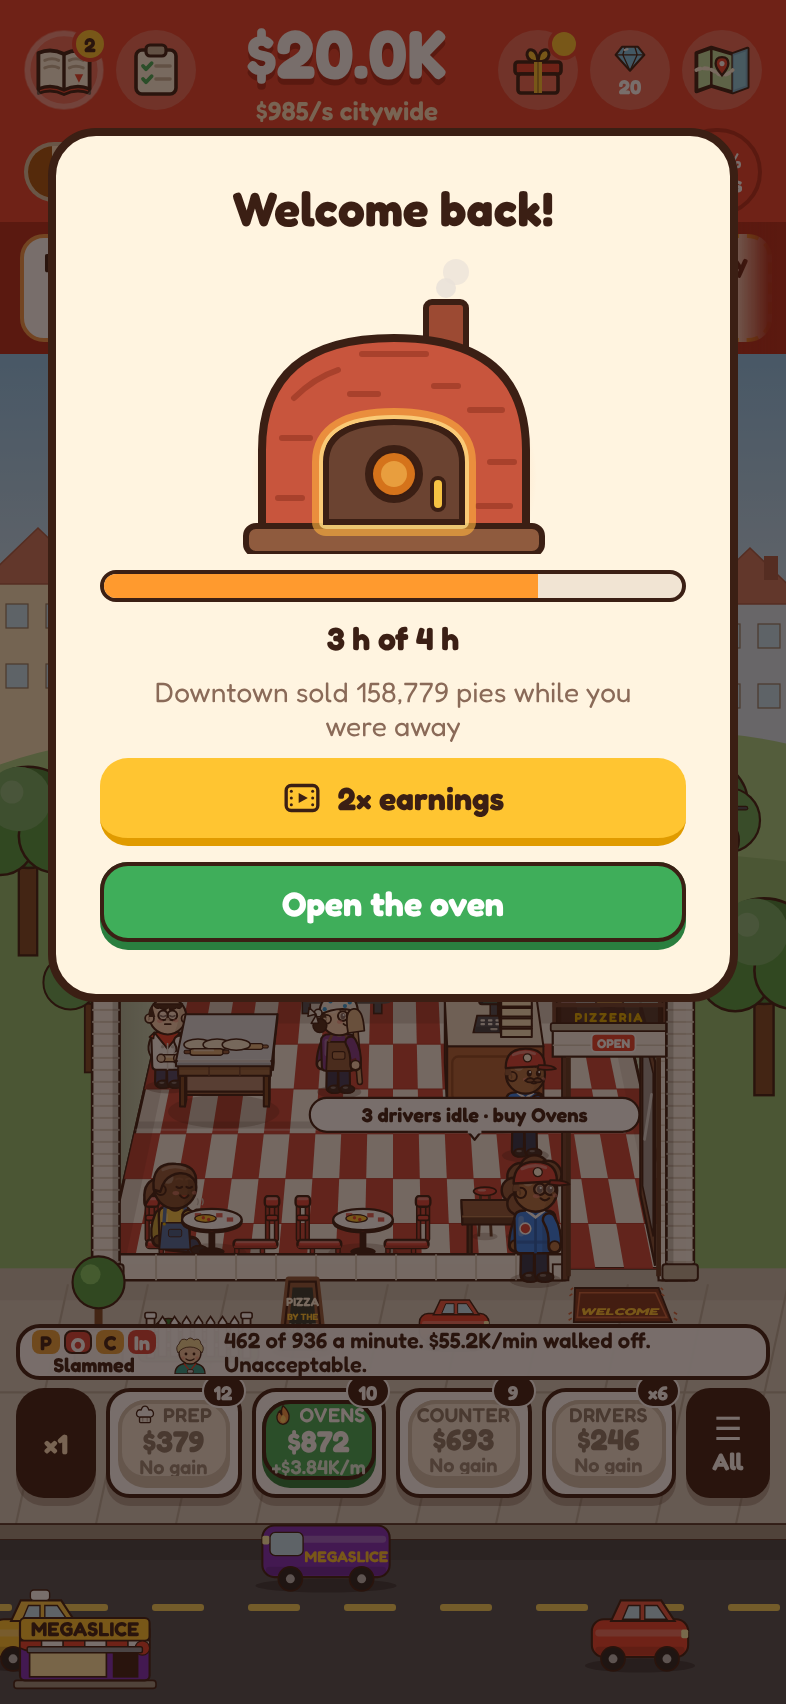 2
$20.0K
$985/s citywide
20
Welcome back!
3 h of 4 h
Downtown sold 158,779 pies while you
were away
2x earnings
Open the oven
PIZZERIA
OPEN
3 drivers idle · buy Ovens
PIZZA
BY THE
WELCOME
P O C In
Slammed
462 of 936 a minute. $55.2K/min walked off.
Unacceptable.
x1
12
PREP
$379
No gain
10
OVENS
$872
+$3.84K/m
9
COUNTER
$693
No gain
x6
DRIVERS
$246
No gain
All
MEGASLICE
MEGASLICE